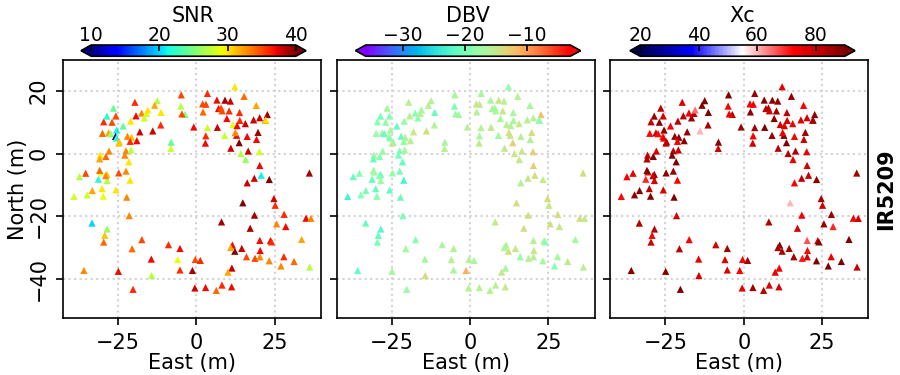 SNR DBV Xc
10 20 30 40 −30 −20 −10 20 40 60 80
20
0
−20
−40
North (m)
IR5209
−25 0 25 −25 0 25 −25 0 25
East (m) East (m) East (m)